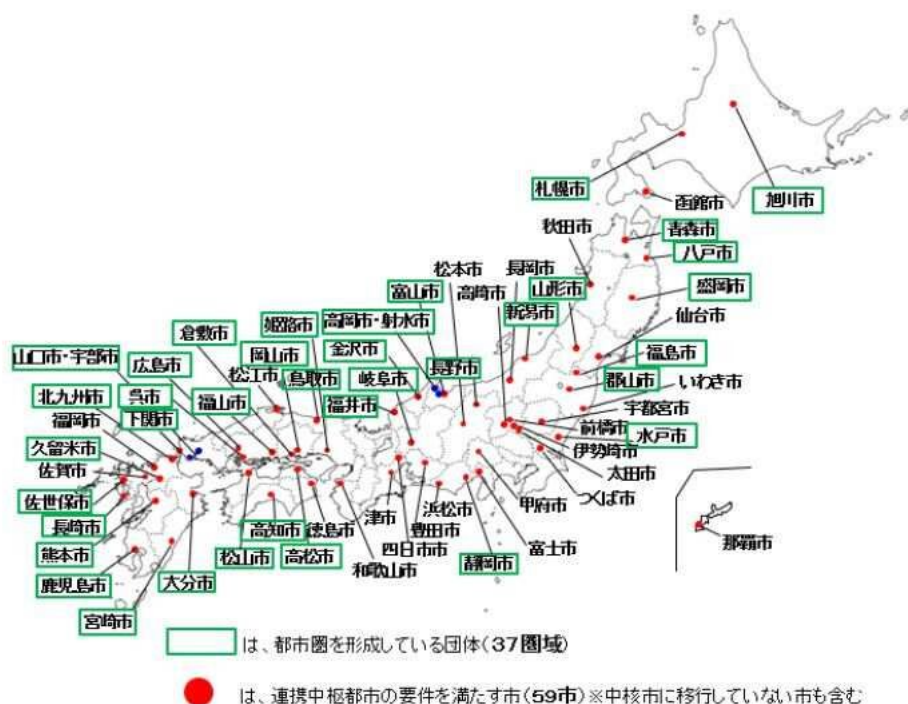 札幌市
旭川市
函館市
秋田市
青森市
八戸市
松本市
長岡市
富山市
高崎市
山形市
盛岡市
新潟市
仙台市
倉敷市
姫路市
高岡市・射水市
山口市・宇部市
広島市
岡山市
金沢市
松江市
鳥取市
岐阜市
長野市
福島市
郡山市
いわき市
北九州市
呉市
福山市
福井市
宇都宮市
福岡市
下関市
前橋市
水戸市
久留米市
伊勢崎市
佐賀市
太田市
佐世保市
つくば市
長崎市
津市
浜松市
甲府市
高知市
徳島市
豊田市
熊本市
松山市
高松市
四日市市
静岡市
富士市
那覇市
鹿児島市
大分市
和歌山市
宮崎市
は、都市圏を形成している団体(37圏域)
は、連携中枢都市の要件を満たす市(59市)※中核市に移行していない市も含む